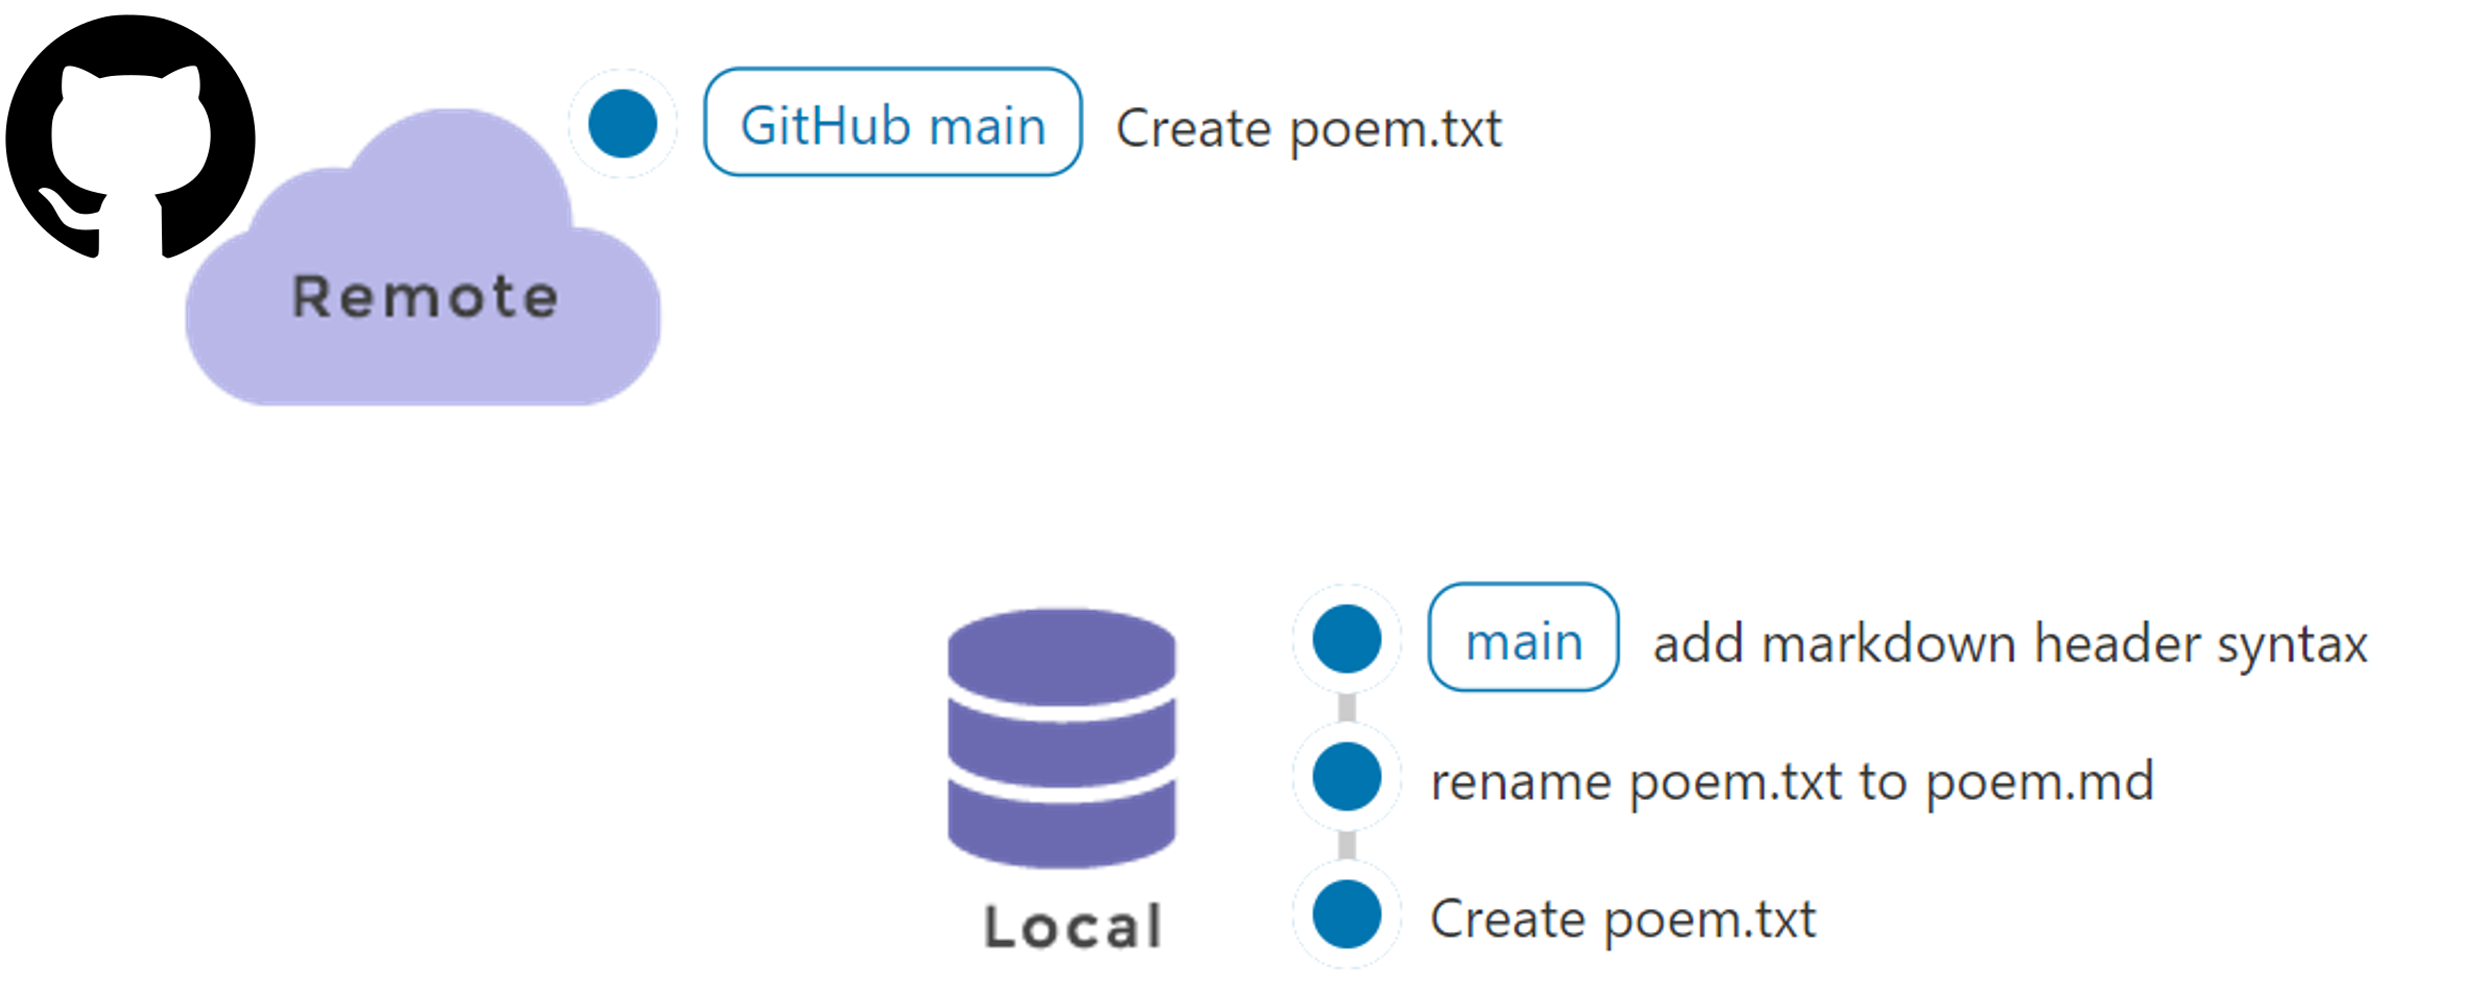 GitHub main Create poem.txt
Remote
main add markdown header syntax
rename poem.txt to poem.md
Create poem.txt
Local